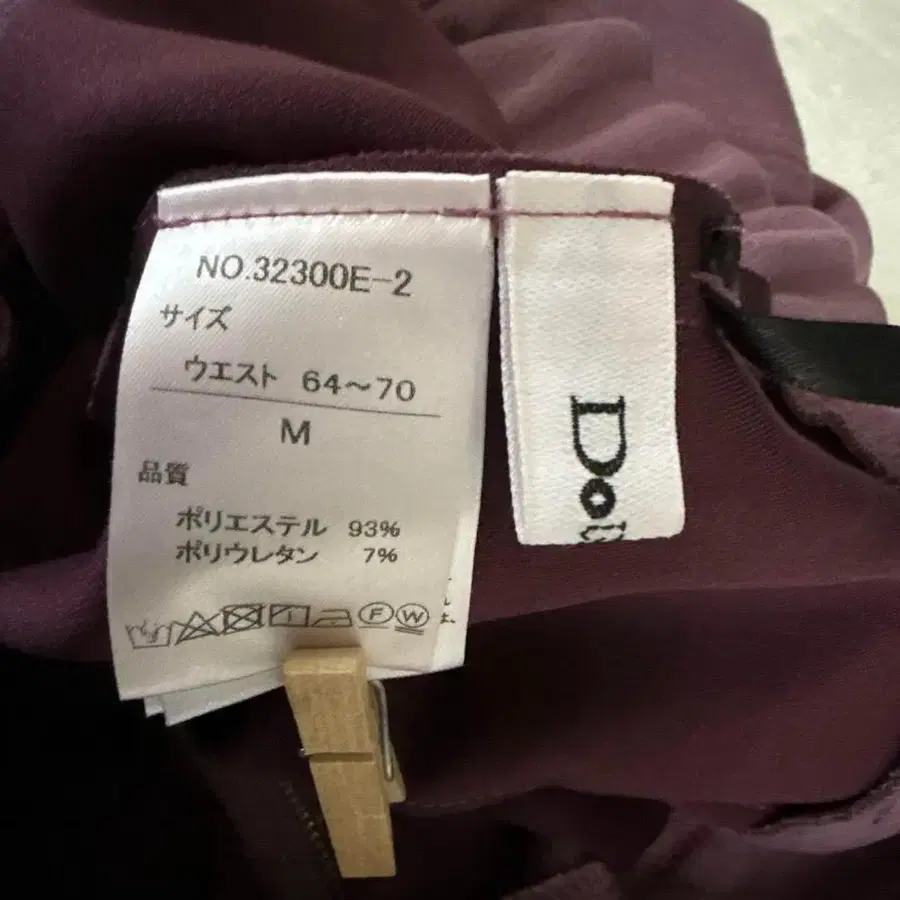 NO.32300E-2
サイズ
ウエスト 64～70
M
品質
ポリエステル 93%
ポリウレタン 7%
F W
Do